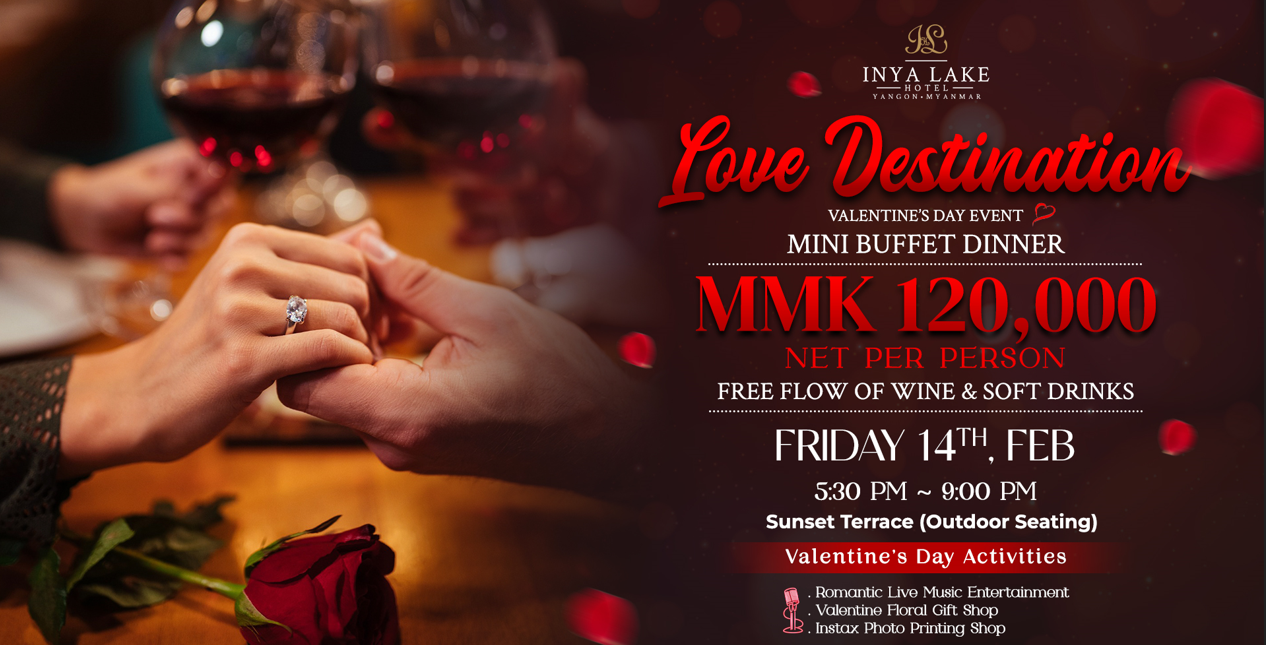 INYA LAKE
HOTEL
YANGON • MYANMAR
Love Destination
VALENTINE'S DAY EVENT
MINI BUFFET DINNER
MMK 120,000
NET PER PERSON
FREE FLOW OF WINE & SOFT DRINKS
FRIDAY 14TH, FEB
5:30 PM ~ 9:00 PM
Sunset Terrace (Outdoor Seating)
Valentine's Day Activities
. Romantic Live Music Entertainment
. Valentine Floral Gift Shop
. Instax Photo Printing Shop